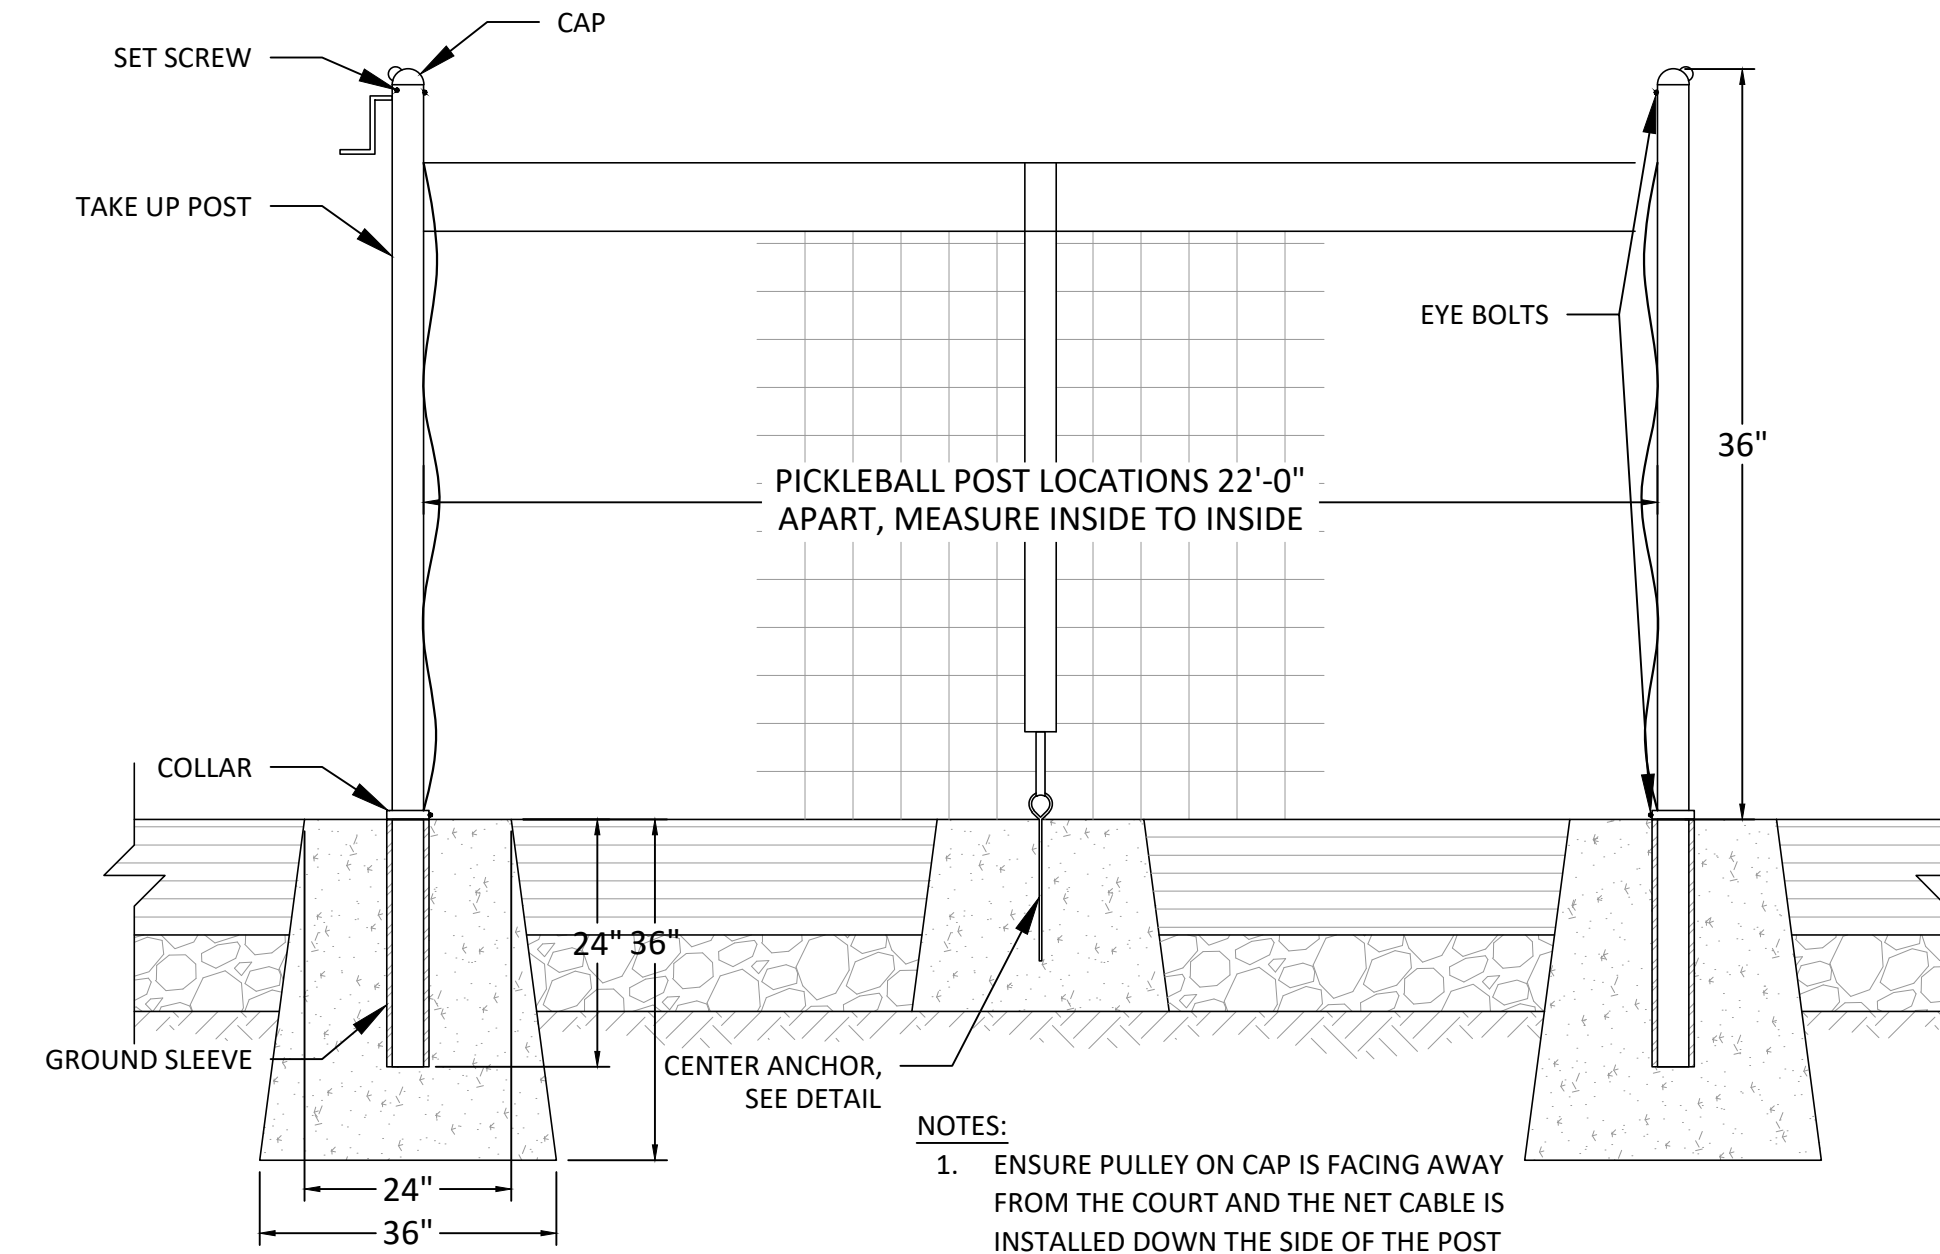 CAP
SET SCREW
TAKE UP POST
EYE BOLTS
36"
PICKLEBALL POST LOCATIONS 22'-0"
APART, MEASURE INSIDE TO INSIDE
COLLAR
24" 36"
GROUND SLEEVE
CENTER ANCHOR,
SEE DETAIL
NOTES:
1. ENSURE PULLEY ON CAP IS FACING AWAY
FROM THE COURT AND THE NET CABLE IS
INSTALLED DOWN THE SIDE OF THE POST
24"
36"